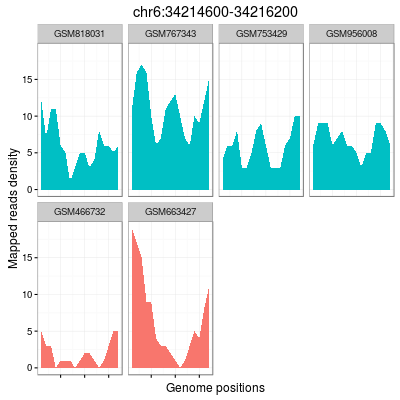 chr6:34214600-34216200
GSM818031 GSM767343 GSM753429 GSM956008
15
10
5
0
GSM466732 GSM663427
15
10
5
0
Mapped reads density
Genome positions